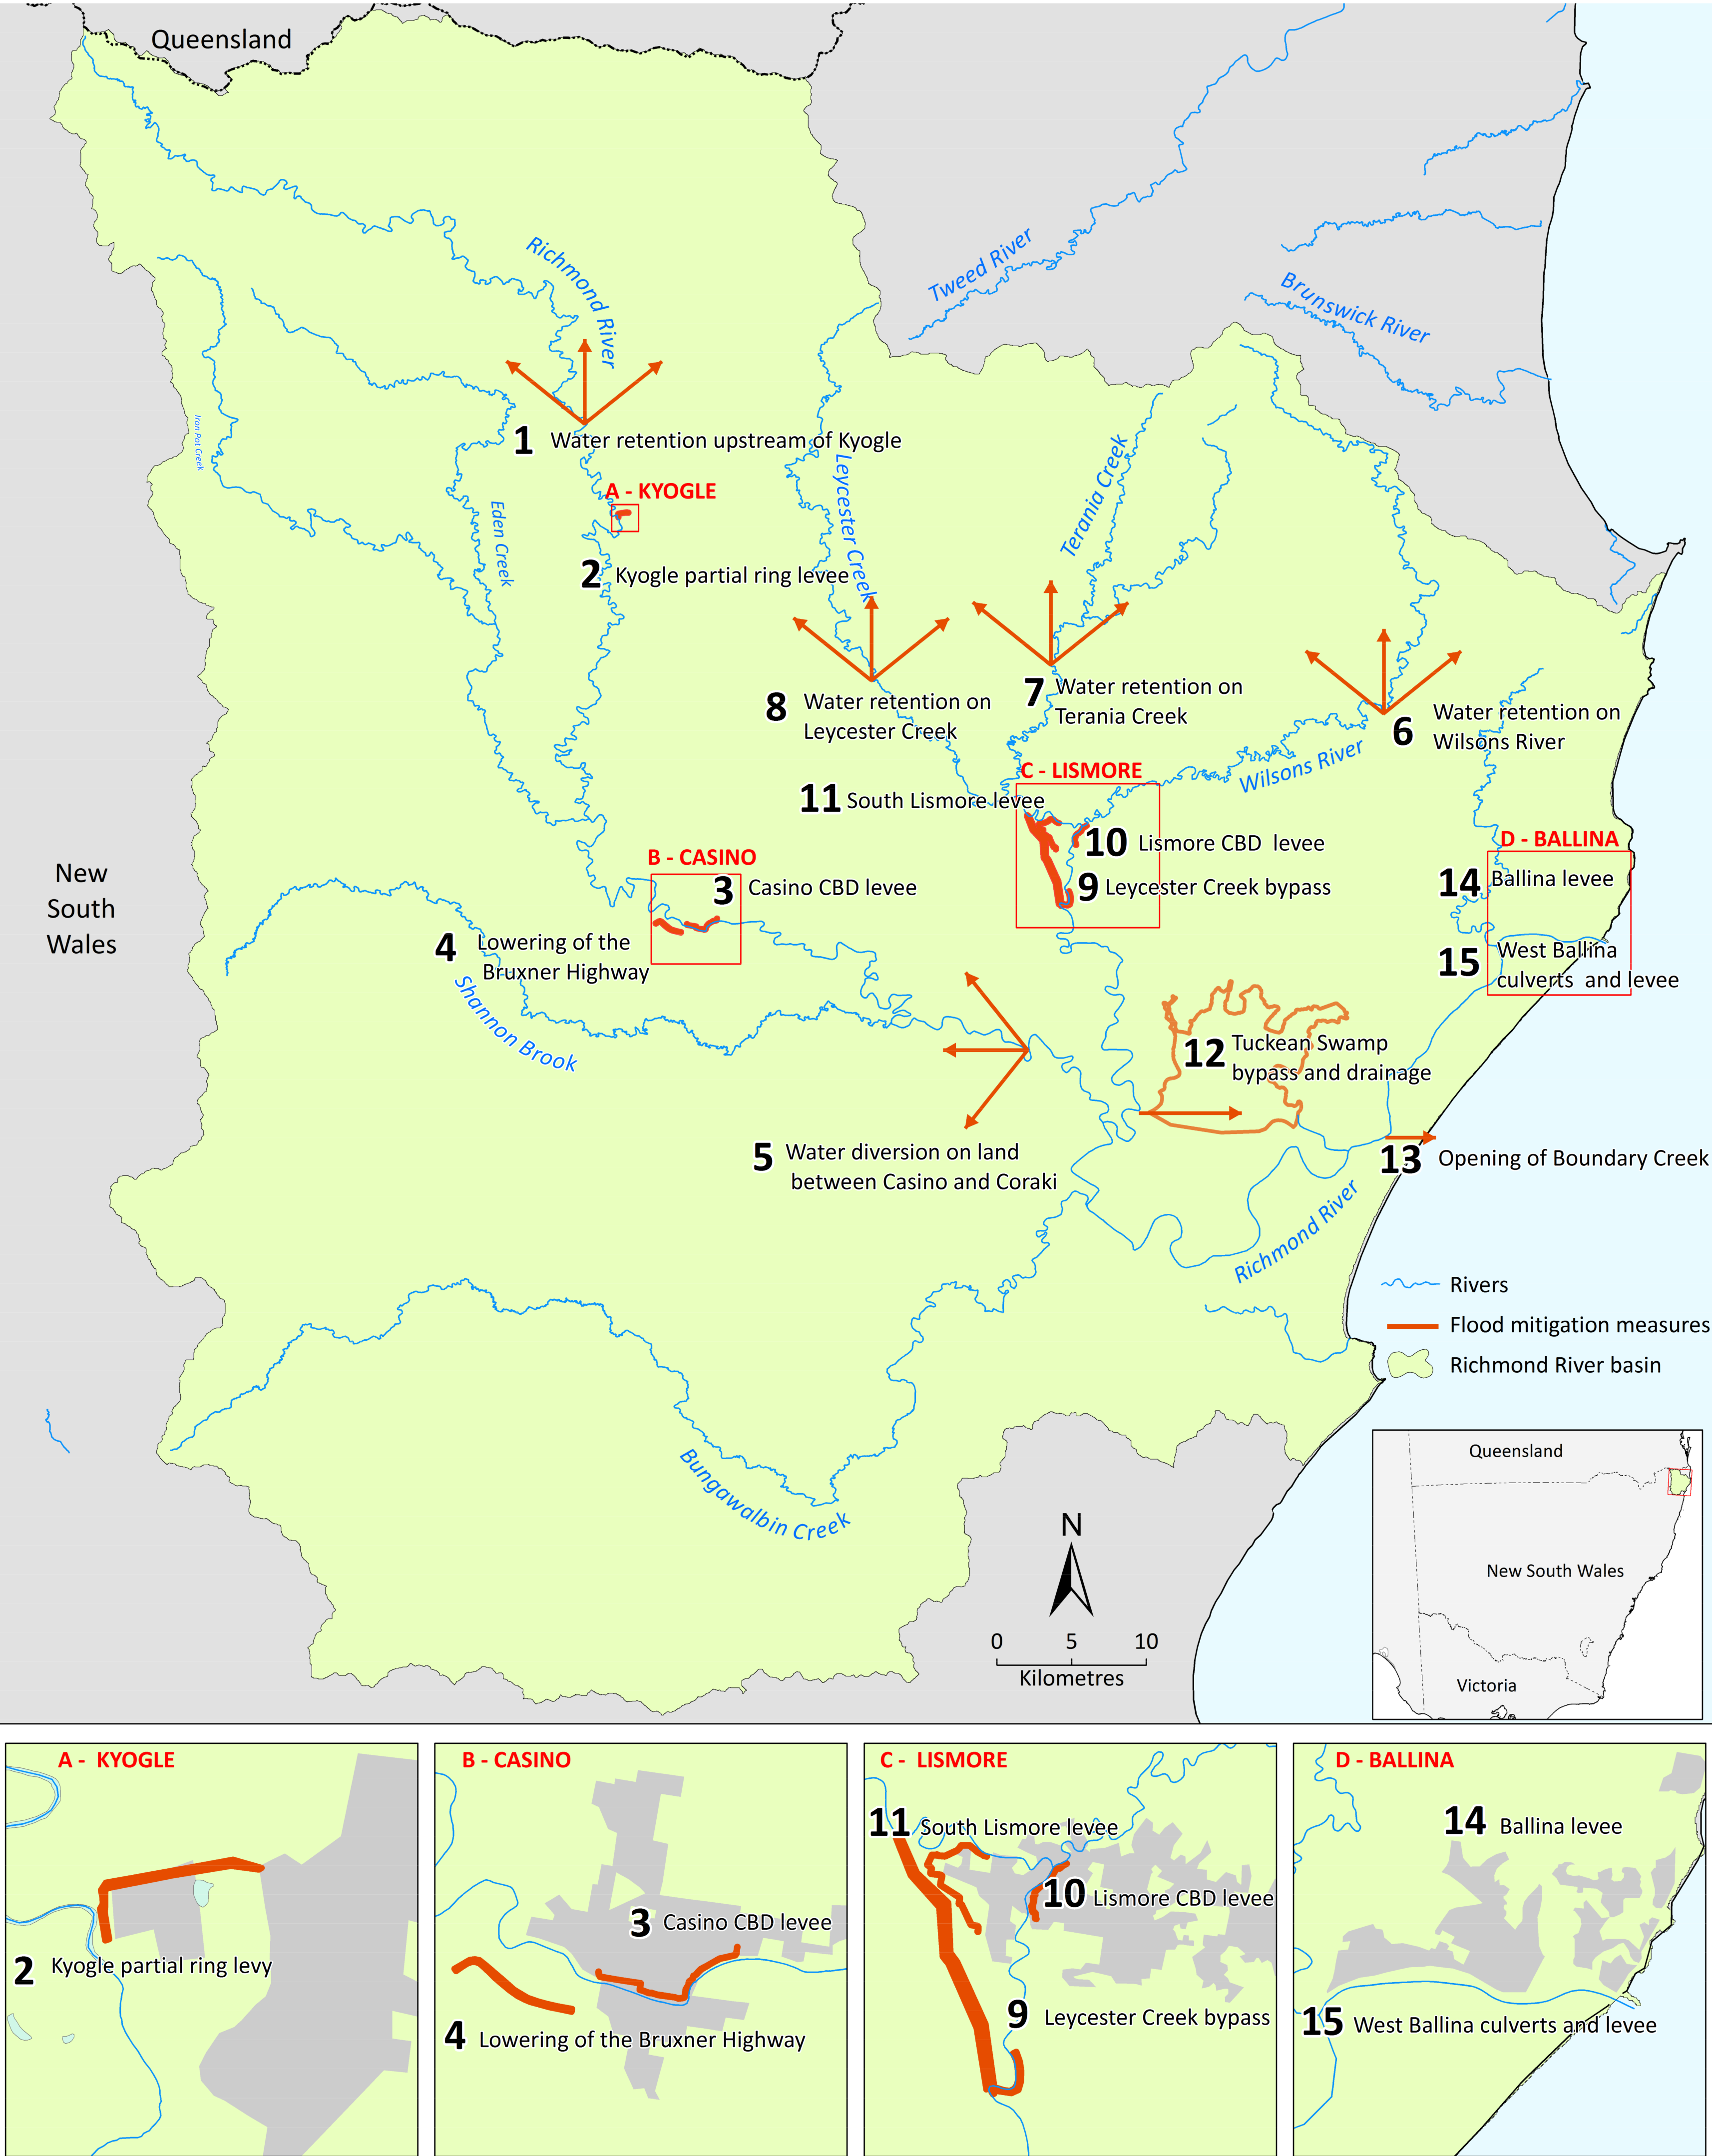 Queensland
Richmond River
Tweed River
Brunswick River
Iron Pot Creek
1 Water retention upstream of Kyogle
Leycester Creek
Terania Creek
A - KYOGLE
Eden Creek
2 Kyogle partial ring levee
8 Water retention on
Leycester Creek
7 Water retention on
Terania Creek
6 Water retention on
Wilsons River
Wilsons River
C - LISMORE
11 South Lismore levee
10 Lismore CBD levee
9 Leycester Creek bypass
D - BALLINA
14 Ballina levee
15 West Ballina
culverts and levee
B - CASINO
3 Casino CBD levee
New
South
Wales
4 Lowering of the
Bruxner Highway
Shannon Brook
12 Tuckean Swamp
bypass and drainage
5 Water diversion on land
between Casino and Coraki
13 Opening of Boundary Creek
Richmond River
Rivers
Flood mitigation measures
Richmond River basin
Bungawalbin Creek
N
0 5 10
Kilometres
Queensland
New South Wales
Victoria
A - KYOGLE
2 Kyogle partial ring levy
B - CASINO
3 Casino CBD levee
4 Lowering of the Bruxner Highway
C - LISMORE
11 South Lismore levee
10 Lismore CBD levee
9 Leycester Creek bypass
D - BALLINA
14 Ballina levee
15 West Ballina culverts and levee